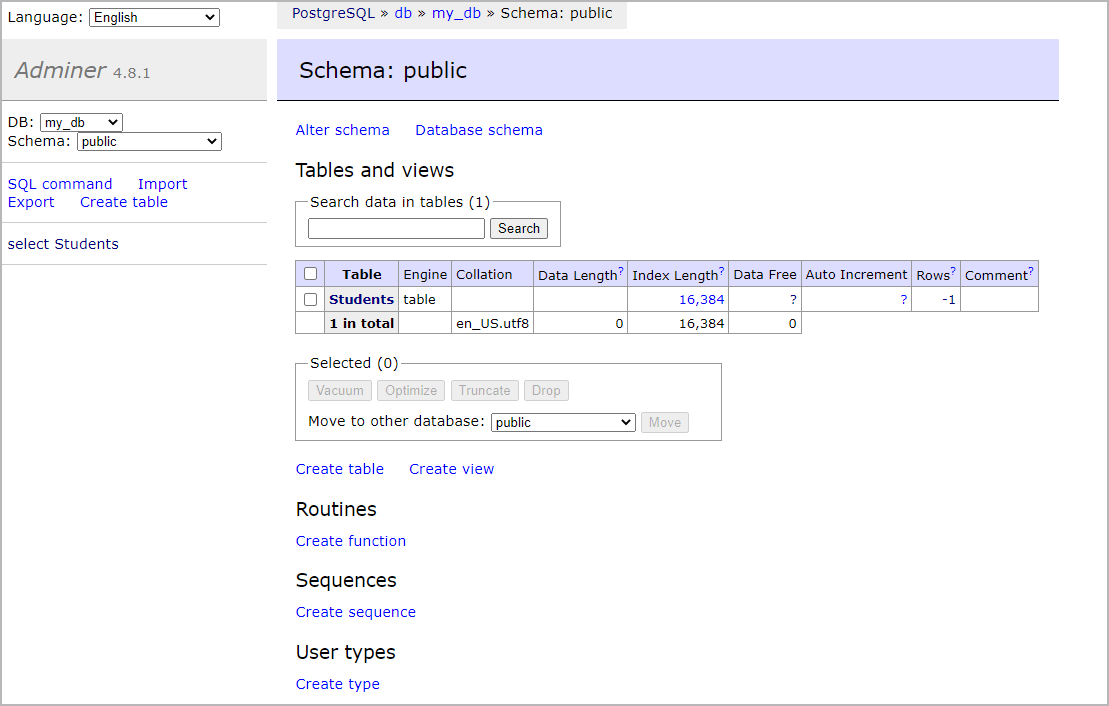 Language: English
Adminer 4.8.1
DB: my_db
Schema: public
SQL command Import
Export Create table
select Students
PostgreSQL » db » my_db » Schema: public
Schema: public
Alter schema Database schema
Tables and views
Search data in tables (1)
Search
Table Engine Collation Data Length? Index Length? Data Free Auto Increment Rows? Comment?
Students table 16,384 ? ? -1
1 in total en_US.utf8 0 16,384 0
Selected (0)
Vacuum Optimize Truncate Drop
Move to other database: public Move
Create table Create view
Routines
Create function
Sequences
Create sequence
User types
Create type